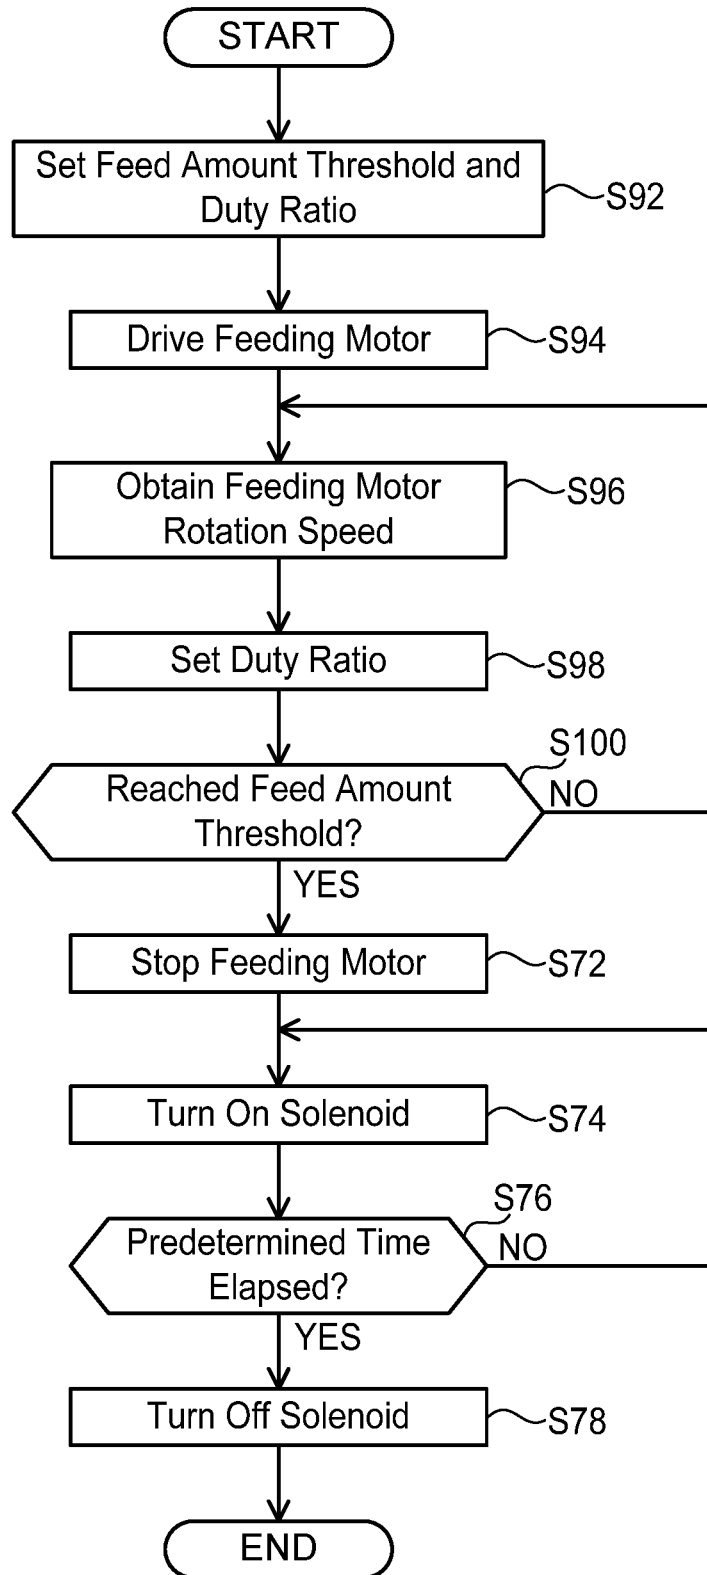 START
Set Feed Amount Threshold and
Duty Ratio
S92
Drive Feeding Motor
S94
Obtain Feeding Motor
Rotation Speed
S96
Set Duty Ratio
S98
Reached Feed Amount
Threshold?
S100
NO
YES
Stop Feeding Motor
S72
Turn On Solenoid
S74
Predetermined Time
Elapsed?
S76
NO
YES
Turn Off Solenoid
S78
END